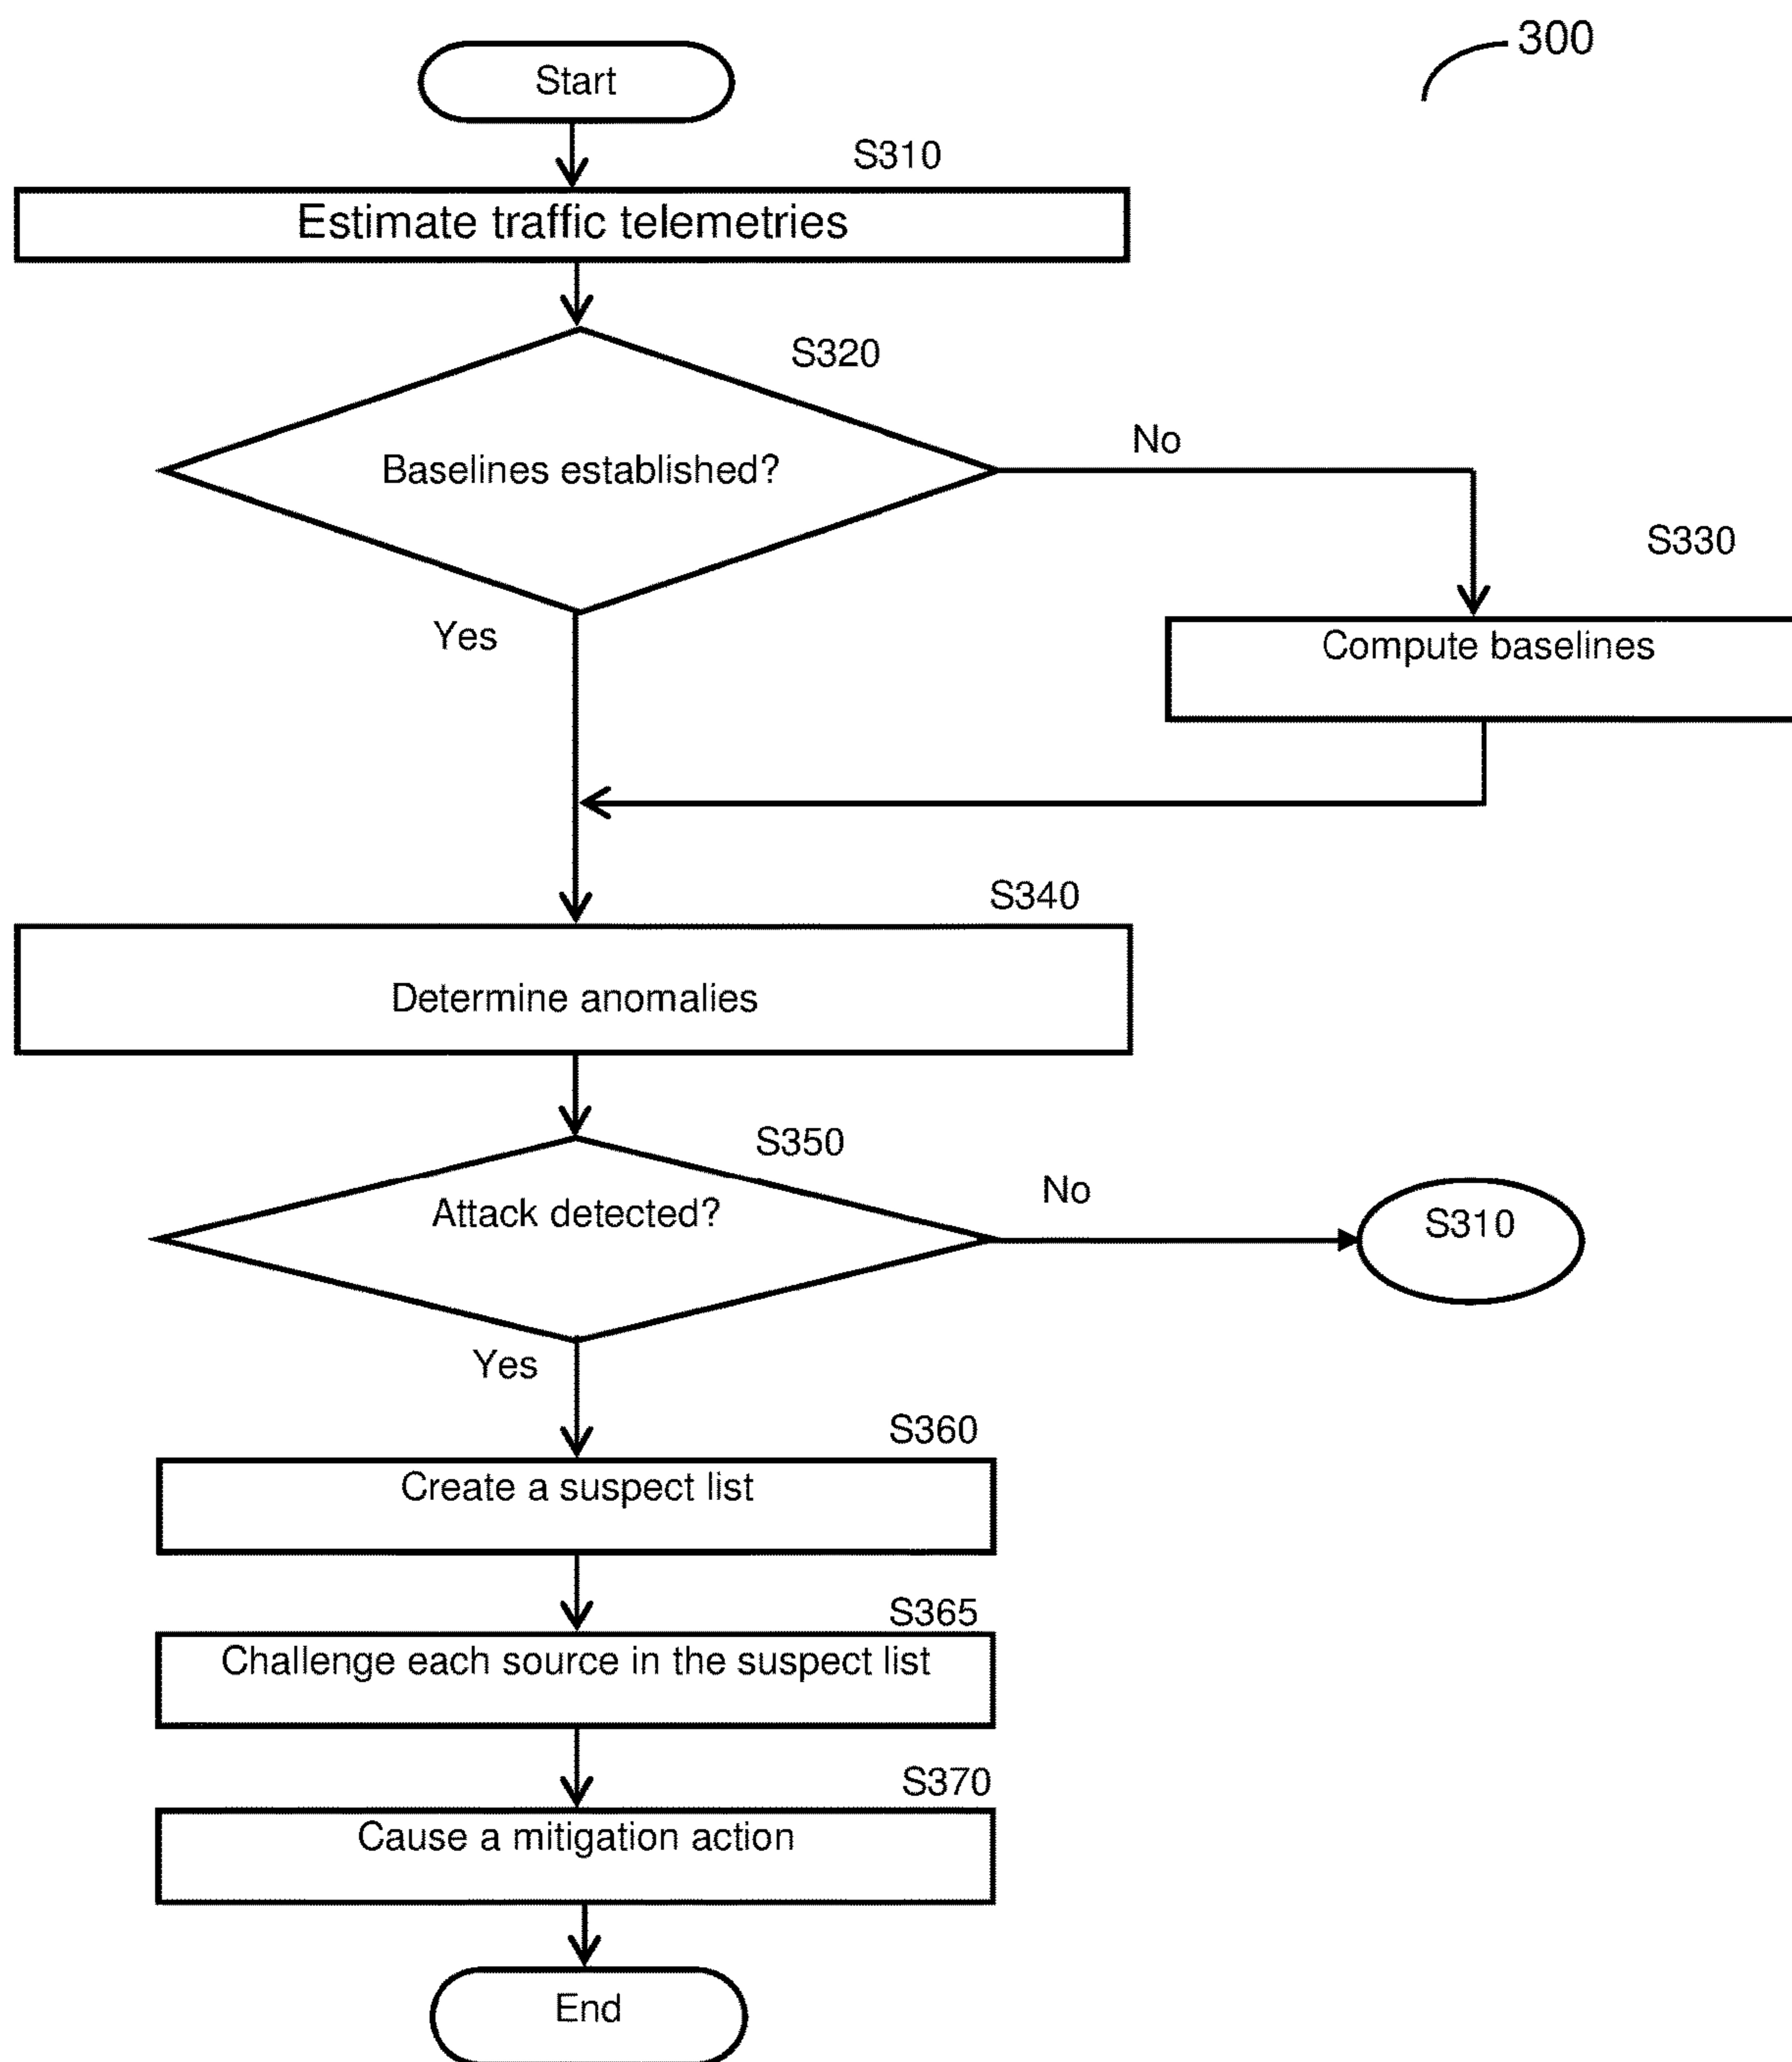 300
Start
S310
Estimate traffic telemetries
S320
Baselines established?
No
S330
Yes
Compute baselines
S340
Determine anomalies
S350
Attack detected?
No
S310
Yes
S360
Create a suspect list
S365
Challenge each source in the suspect list
S370
Cause a mitigation action
End